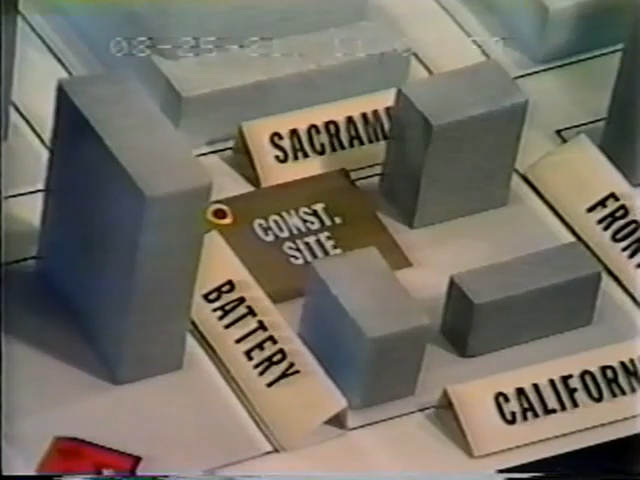 SACRAM
CONST.
SITE
FRON
BATTERY
CALIFORN